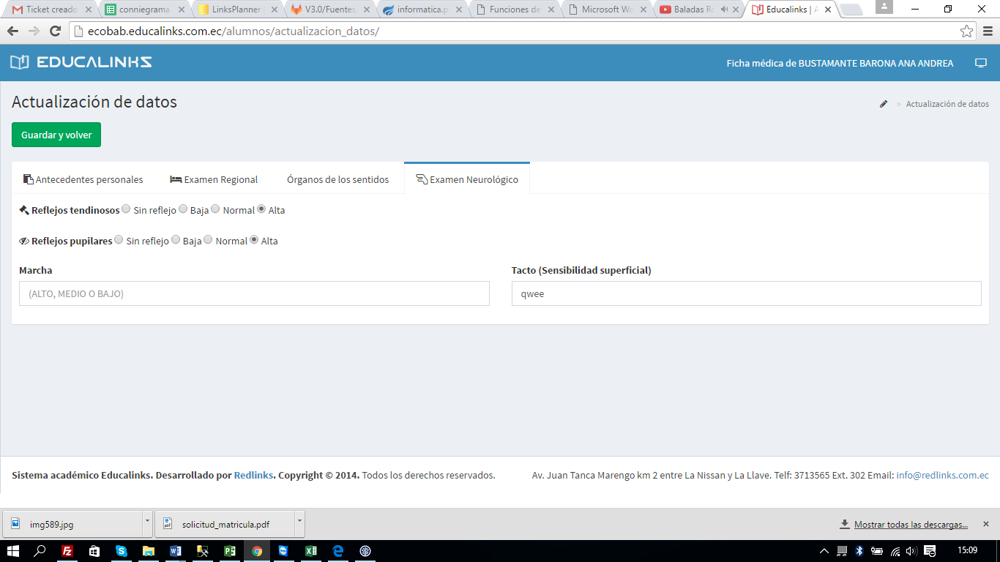 Ticket creado
conniegrama
LinksPlanner
V3.0/Fuentes
informatica.p
Funciones de
Microsoft Wo
Baladas Ro
Educalinks | A
ecobab.educalinks.com.ec/alumnos/actualizacion_datos/
EDUCALINKS
Ficha médica de BUSTAMANTE BARONA ANA ANDREA
Actualización de datos
> Actualización de datos
Guardar y volver
Antecedentes personales
Examen Regional
Órganos de los sentidos
Examen Neurológico
Reflejos tendinosos Sin reflejo Baja Normal Alta
Reflejos pupilares Sin reflejo Baja Normal Alta
Marcha
Tacto (Sensibilidad superficial)
(ALTO, MEDIO O BAJO)
qwee
Sistema académico Educalinks. Desarrollado por Redlinks. Copyright © 2014. Todos los derechos reservados.
Av. Juan Tanca Marengo km 2 entre La Nissan y La Llave. Telf: 3713565 Ext. 302 Email: info@redlinks.com.ec
img589.jpg
solicitud_matricula.pdf
Mostrar todas las descargas...
15:09